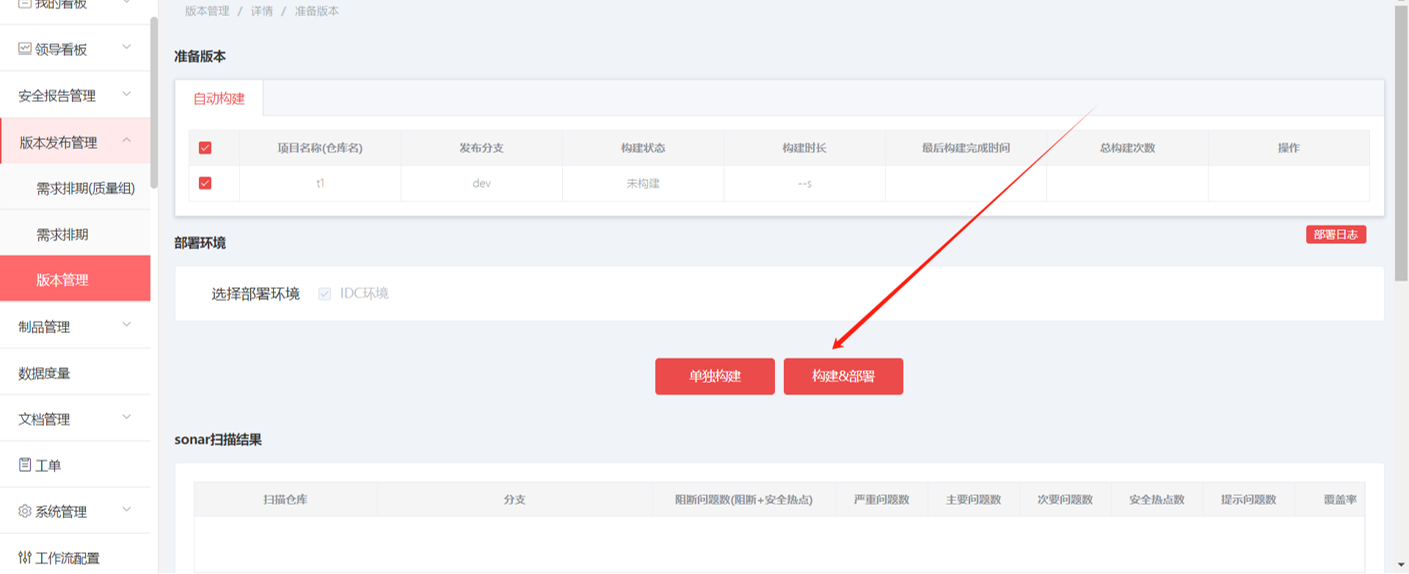 我的看板
领导看板
安全报告管理
版本发布管理
需求排期(质量组)
需求排期
版本管理
制品管理
数据度量
文档管理
工单
系统管理
工作流配置
版本管理 / 详情 / 准备版本
准备版本
自动构建
项目名称(仓库名) 发布分支 构建状态 构建时长 最后构建完成时间 总构建次数 操作
t1 dev 未构建 --s
部署环境 部署日志
选择部署环境 IDC环境
单独构建 构建&部署
sonar扫描结果
扫描仓库 分支 阻断问题数(阻断+安全热点) 严重问题数 主要问题数 次要问题数 安全热点数 提示问题数 覆盖率